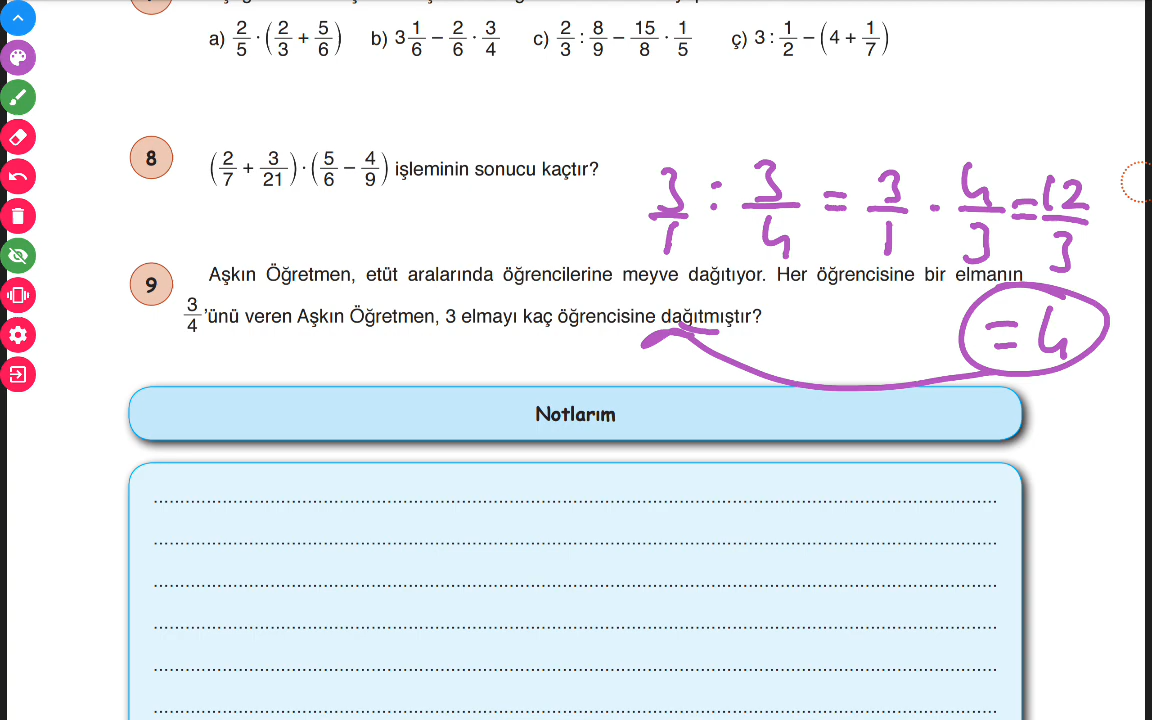 a) 2/5 · (2/3 + 5/6) b) 3 1/6 − 2/6 · 3/4 c) 2/3 : 8/9 − 15/8 · 1/5 ç) 3 : 1/2 − (4 + 1/7)
8 (2/7 + 3/21) · (5/6 − 4/9) işleminin sonucu kaçtır?
3/1 : 3/4 = 3/1 · 4/3 = 12/3
9 Aşkın Öğretmen, etüt aralarında öğrencilerine meyve dağıtıyor. Her öğrencisine bir elmanın
3/4 'ünü veren Aşkın Öğretmen, 3 elmayı kaç öğrencisine dağıtmıştır?
= 4
Notlarım